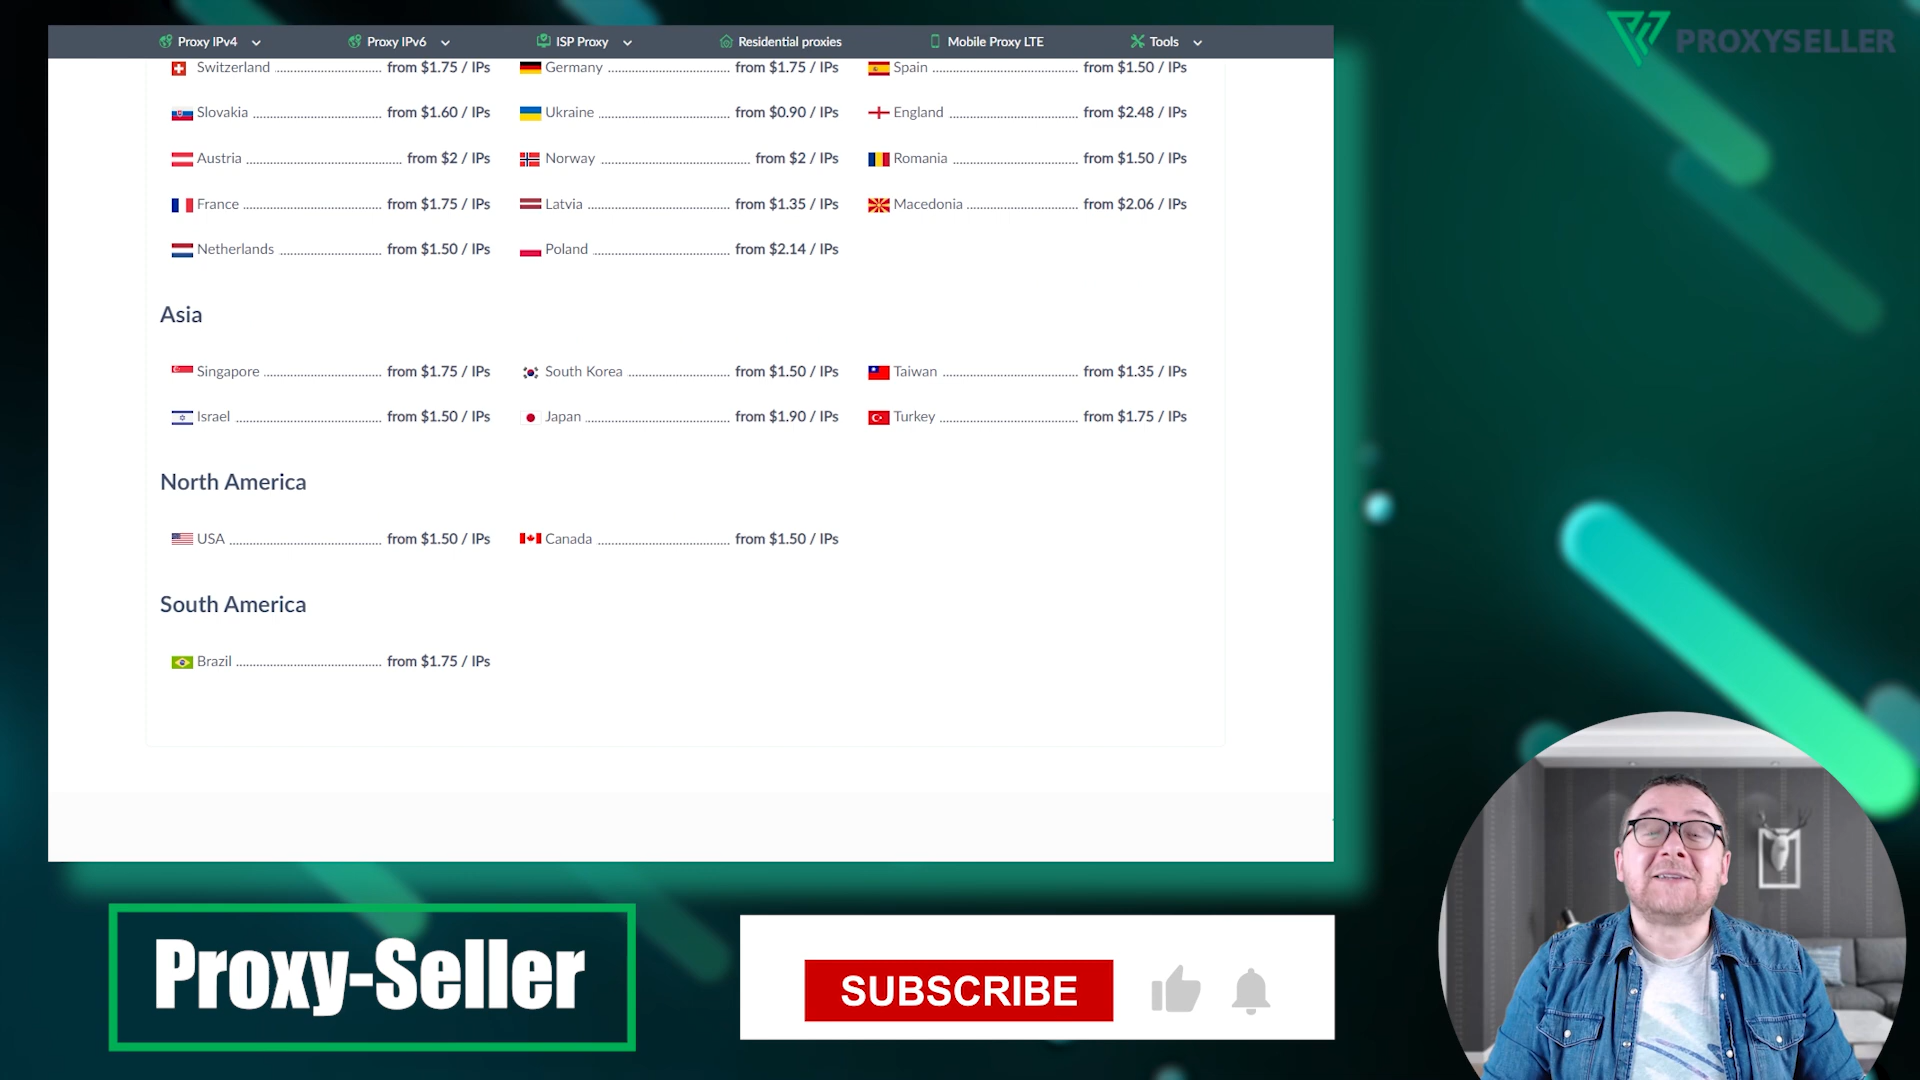 Proxy IPv4 Proxy IPv6 ISP Proxy Residential proxies Mobile Proxy LTE Tools
PROXYSELLER
Switzerland from $1.75 / IPs Germany from $1.75 / IPs Spain from $1.50 / IPs
Slovakia from $1.60 / IPs Ukraine from $0.90 / IPs England from $2.48 / IPs
Austria from $2 / IPs Norway from $2 / IPs Romania from $1.50 / IPs
France from $1.75 / IPs Latvia from $1.35 / IPs Macedonia from $2.06 / IPs
Netherlands from $1.50 / IPs Poland from $2.14 / IPs
Asia
Singapore from $1.75 / IPs South Korea from $1.50 / IPs Taiwan from $1.35 / IPs
Israel from $1.50 / IPs Japan from $1.90 / IPs Turkey from $1.75 / IPs
North America
USA from $1.50 / IPs Canada from $1.50 / IPs
South America
Brazil from $1.75 / IPs
Proxy-Seller
SUBSCRIBE